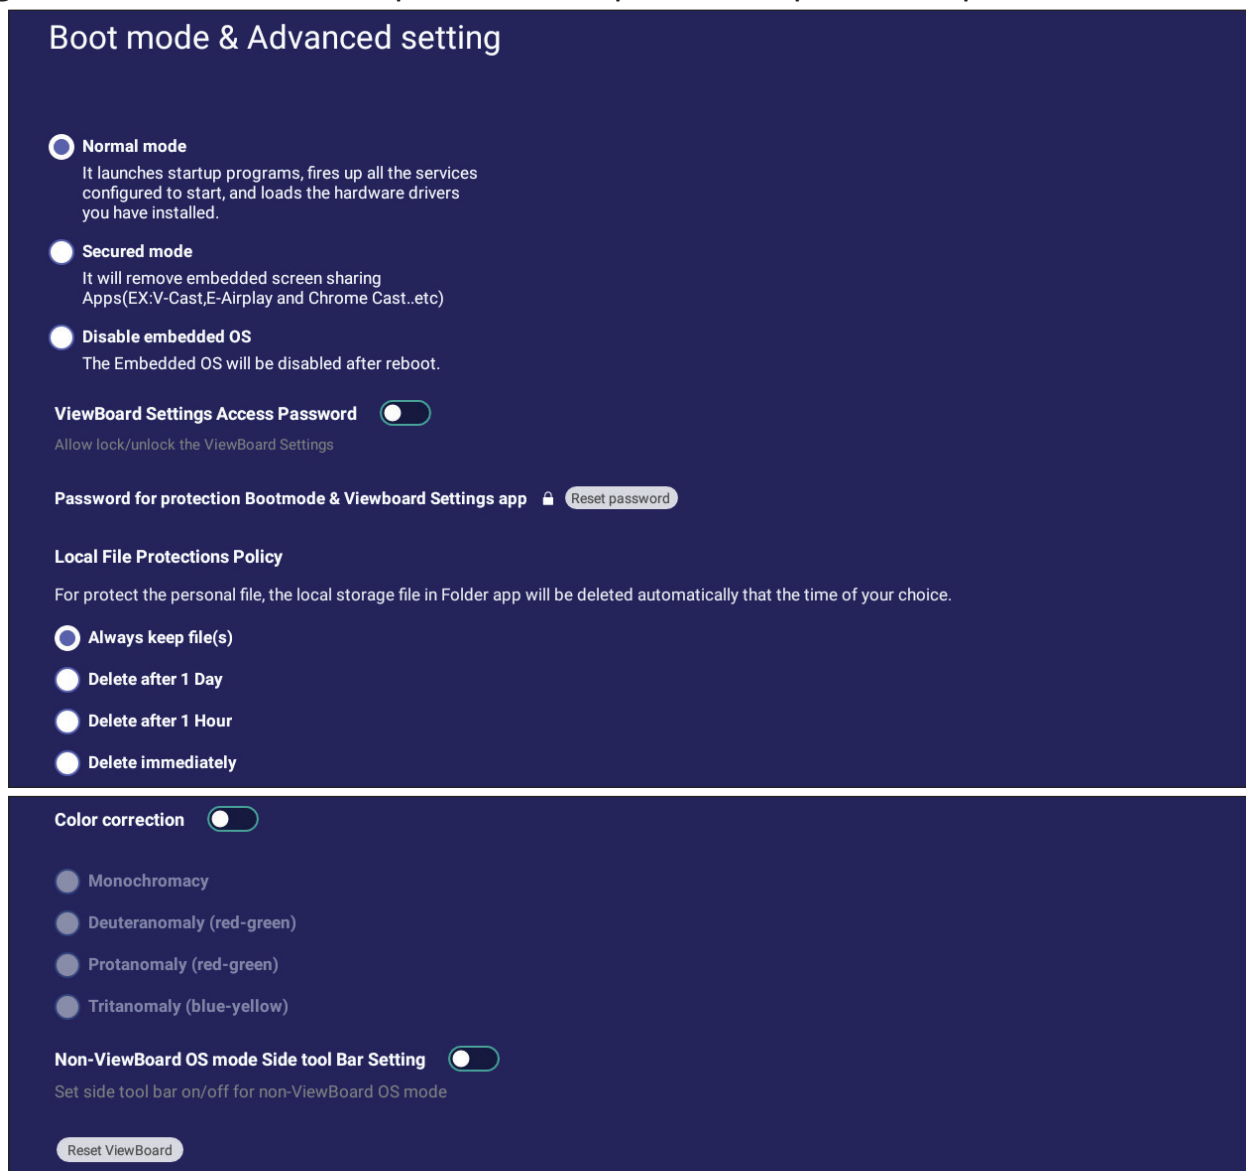 Boot mode & Advanced setting
Normal mode
It launches startup programs, fires up all the services
configured to start, and loads the hardware drivers
you have installed.
Secured mode
It will remove embedded screen sharing
Apps(EX:V-Cast,E-Airplay and Chrome Cast..etc)
Disable embedded OS
The Embedded OS will be disabled after reboot.
ViewBoard Settings Access Password
Allow lock/unlock the ViewBoard Settings
Password for protection Bootmode & Viewboard Settings app Reset password
Local File Protections Policy
For protect the personal file, the local storage file in Folder app will be deleted automatically that the time of your choice.
Always keep file(s)
Delete after 1 Day
Delete after 1 Hour
Delete immediately
Color correction
Monochromacy
Deuteranomaly (red-green)
Protanomaly (red-green)
Tritanomaly (blue-yellow)
Non-ViewBoard OS mode Side tool Bar Setting
Set side tool bar on/off for non-ViewBoard OS mode
Reset ViewBoard